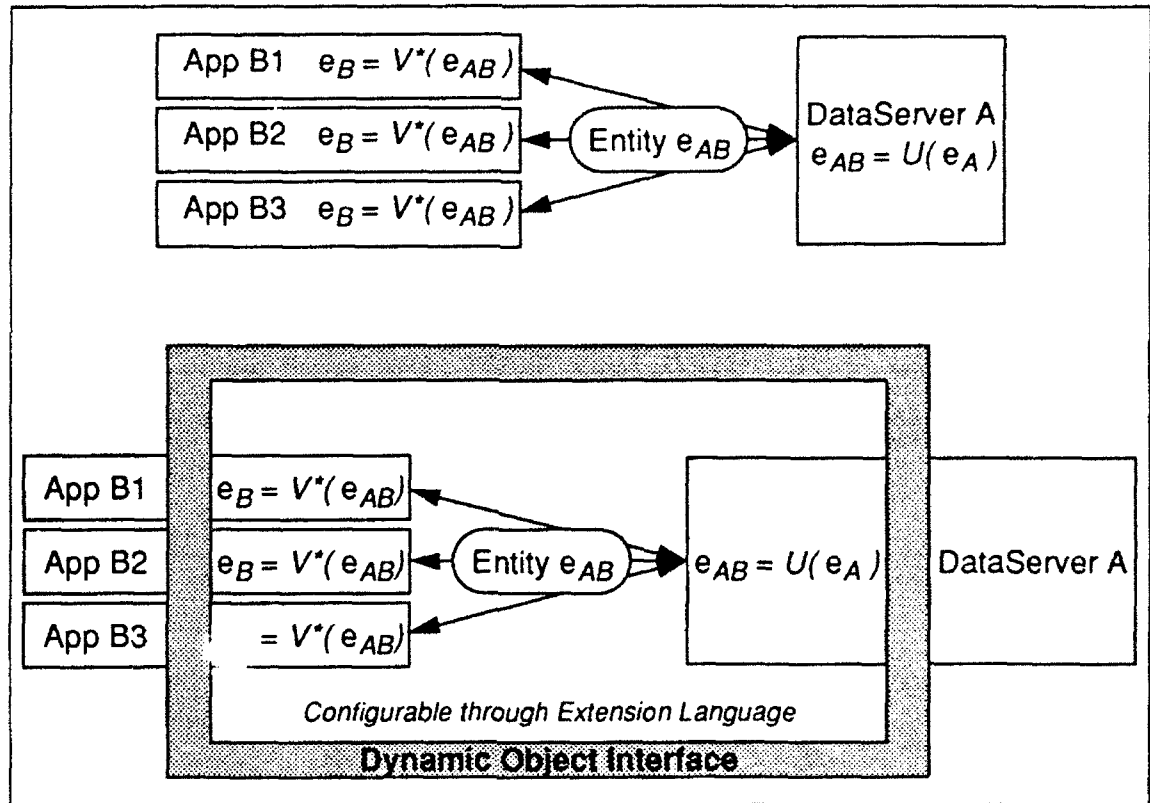 App B1 e_B = V*(e_AB)
App B2 e_B = V*(e_AB)
App B3 e_B = V*(e_AB)
Entity e_AB
DataServer A
e_AB = U(e_A)
App B1 e_B = V*(e_AB)
App B2 e_B = V*(e_AB)
App B3 = V*(e_AB)
Entity e_AB
e_AB = U(e_A)
DataServer A
Configurable through Extension Language
Dynamic Object Interface